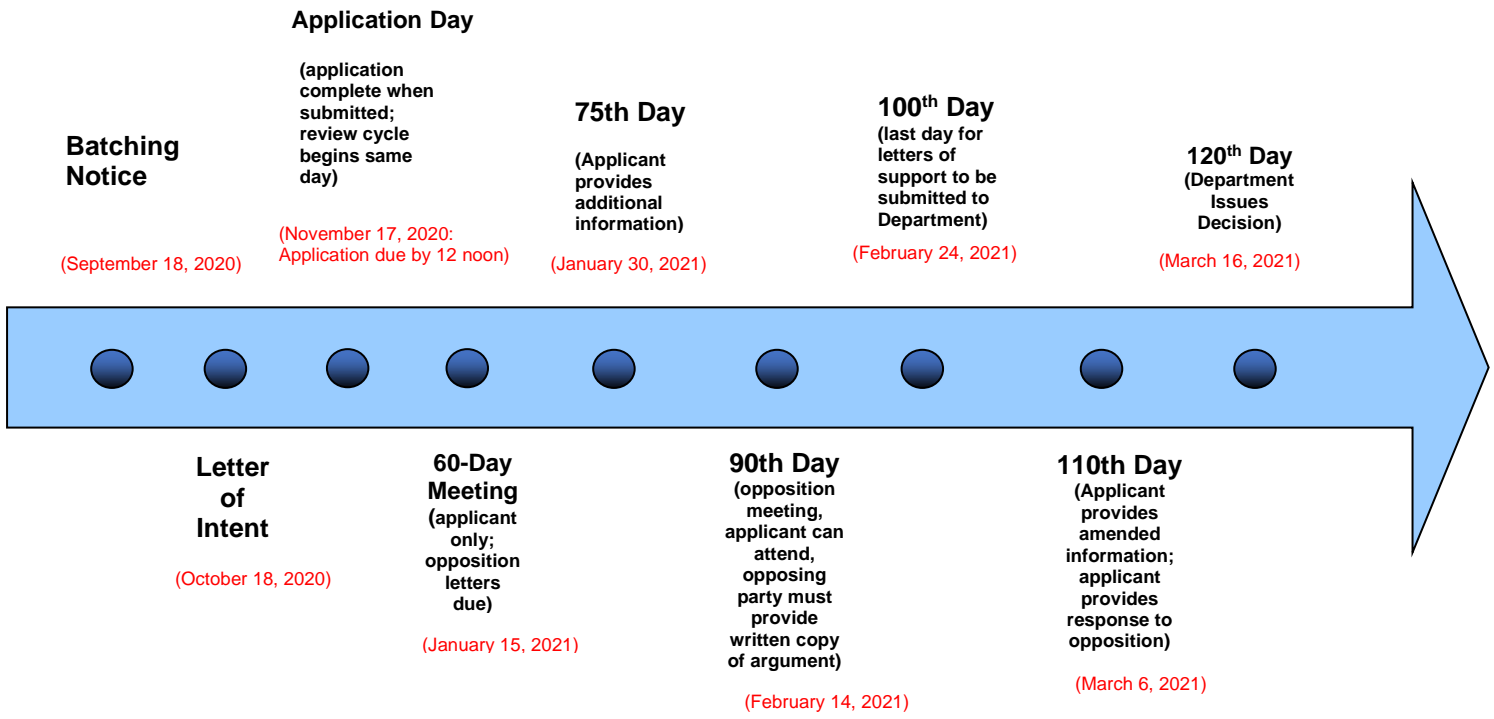 Batching
Notice
(September 18, 2020)
Letter
of
Intent
(October 18, 2020)
Application Day
(application
complete when
submitted;
review cycle
begins same
day)
(November 17, 2020:
Application due by 12 noon)
60-Day
Meeting
(applicant
only;
opposition
letters
due)
(January 15, 2021)
75th Day
(Applicant
provides
additional
information)
(January 30, 2021)
90th Day
(opposition
meeting,
applicant can
attend,
opposing
party must
provide
written copy
of argument)
(February 14, 2021)
100th Day
(last day for
letters of
support to be
submitted to
Department)
(February 24, 2021)
110th Day
(Applicant
provides
amended
information;
applicant
provides
response to
opposition)
(March 6, 2021)
120th Day
(Department
Issues
Decision)
(March 16, 2021)